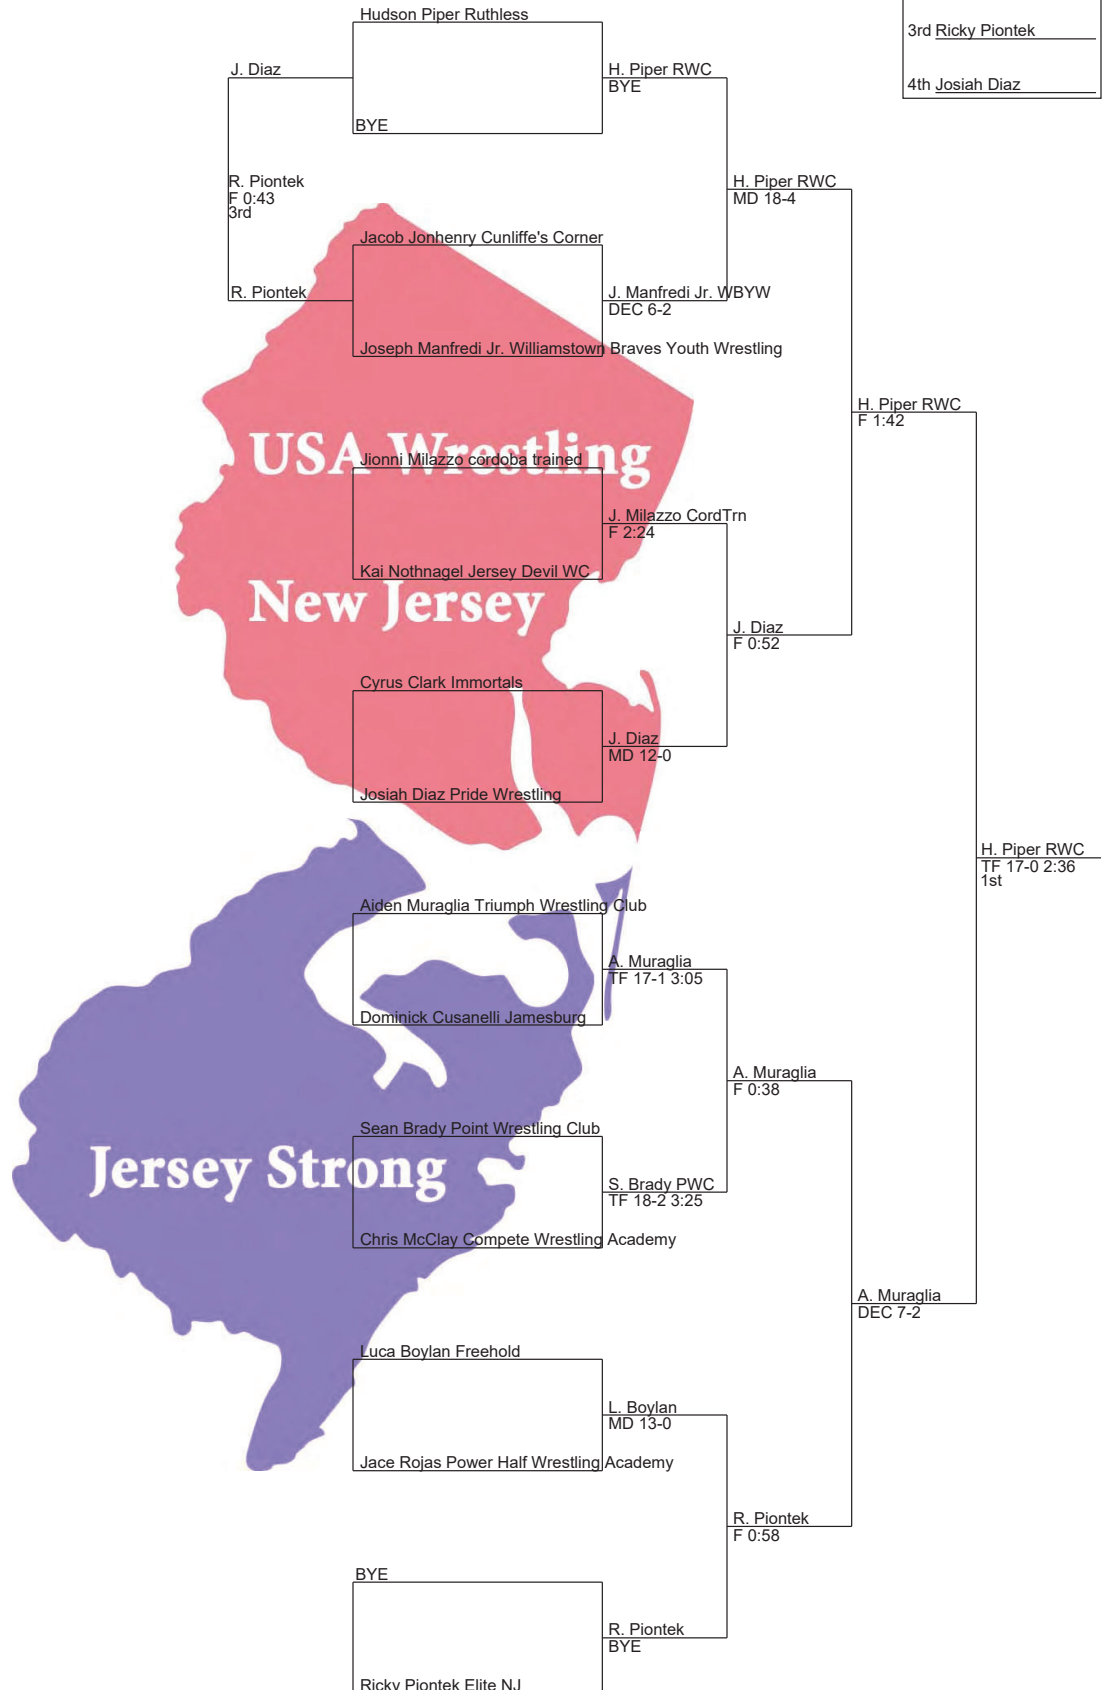 Hudson Piper Ruthless
3rd Ricky Piontek
J. Diaz
H. Piper RWC
BYE
4th Josiah Diaz
BYE
R. Piontek
F 0:43
3rd
H. Piper RWC
MD 18-4
Jacob Jonhenry Cunliffe's Corner
R. Piontek
J. Manfredi Jr. WBYW
DEC 6-2
Joseph Manfredi Jr. Williamstown Braves Youth Wrestling
H. Piper RWC
F 1:42
USA Wrestling
Jionni Milazzo cordoba trained
J. Milazzo CordTrn
F 2:24
Kai Nothnagel Jersey Devil WC
New Jersey
J. Diaz
F 0:52
Cyrus Clark Immortals
J. Diaz
MD 12-0
Josiah Diaz Pride Wrestling
H. Piper RWC
TF 17-0 2:36
1st
Aiden Muraglia Triumph Wrestling Club
A. Muraglia
TF 17-1 3:05
Dominick Cusanelli Jamesburg
A. Muraglia
F 0:38
Sean Brady Point Wrestling Club
Jersey Strong
S. Brady PWC
TF 18-2 3:25
Chris McClay Compete Wrestling Academy
A. Muraglia
DEC 7-2
Luca Boylan Freehold
L. Boylan
MD 13-0
Jace Rojas Power Half Wrestling Academy
R. Piontek
F 0:58
BYE
R. Piontek
BYE
Ricky Piontek Elite NJ